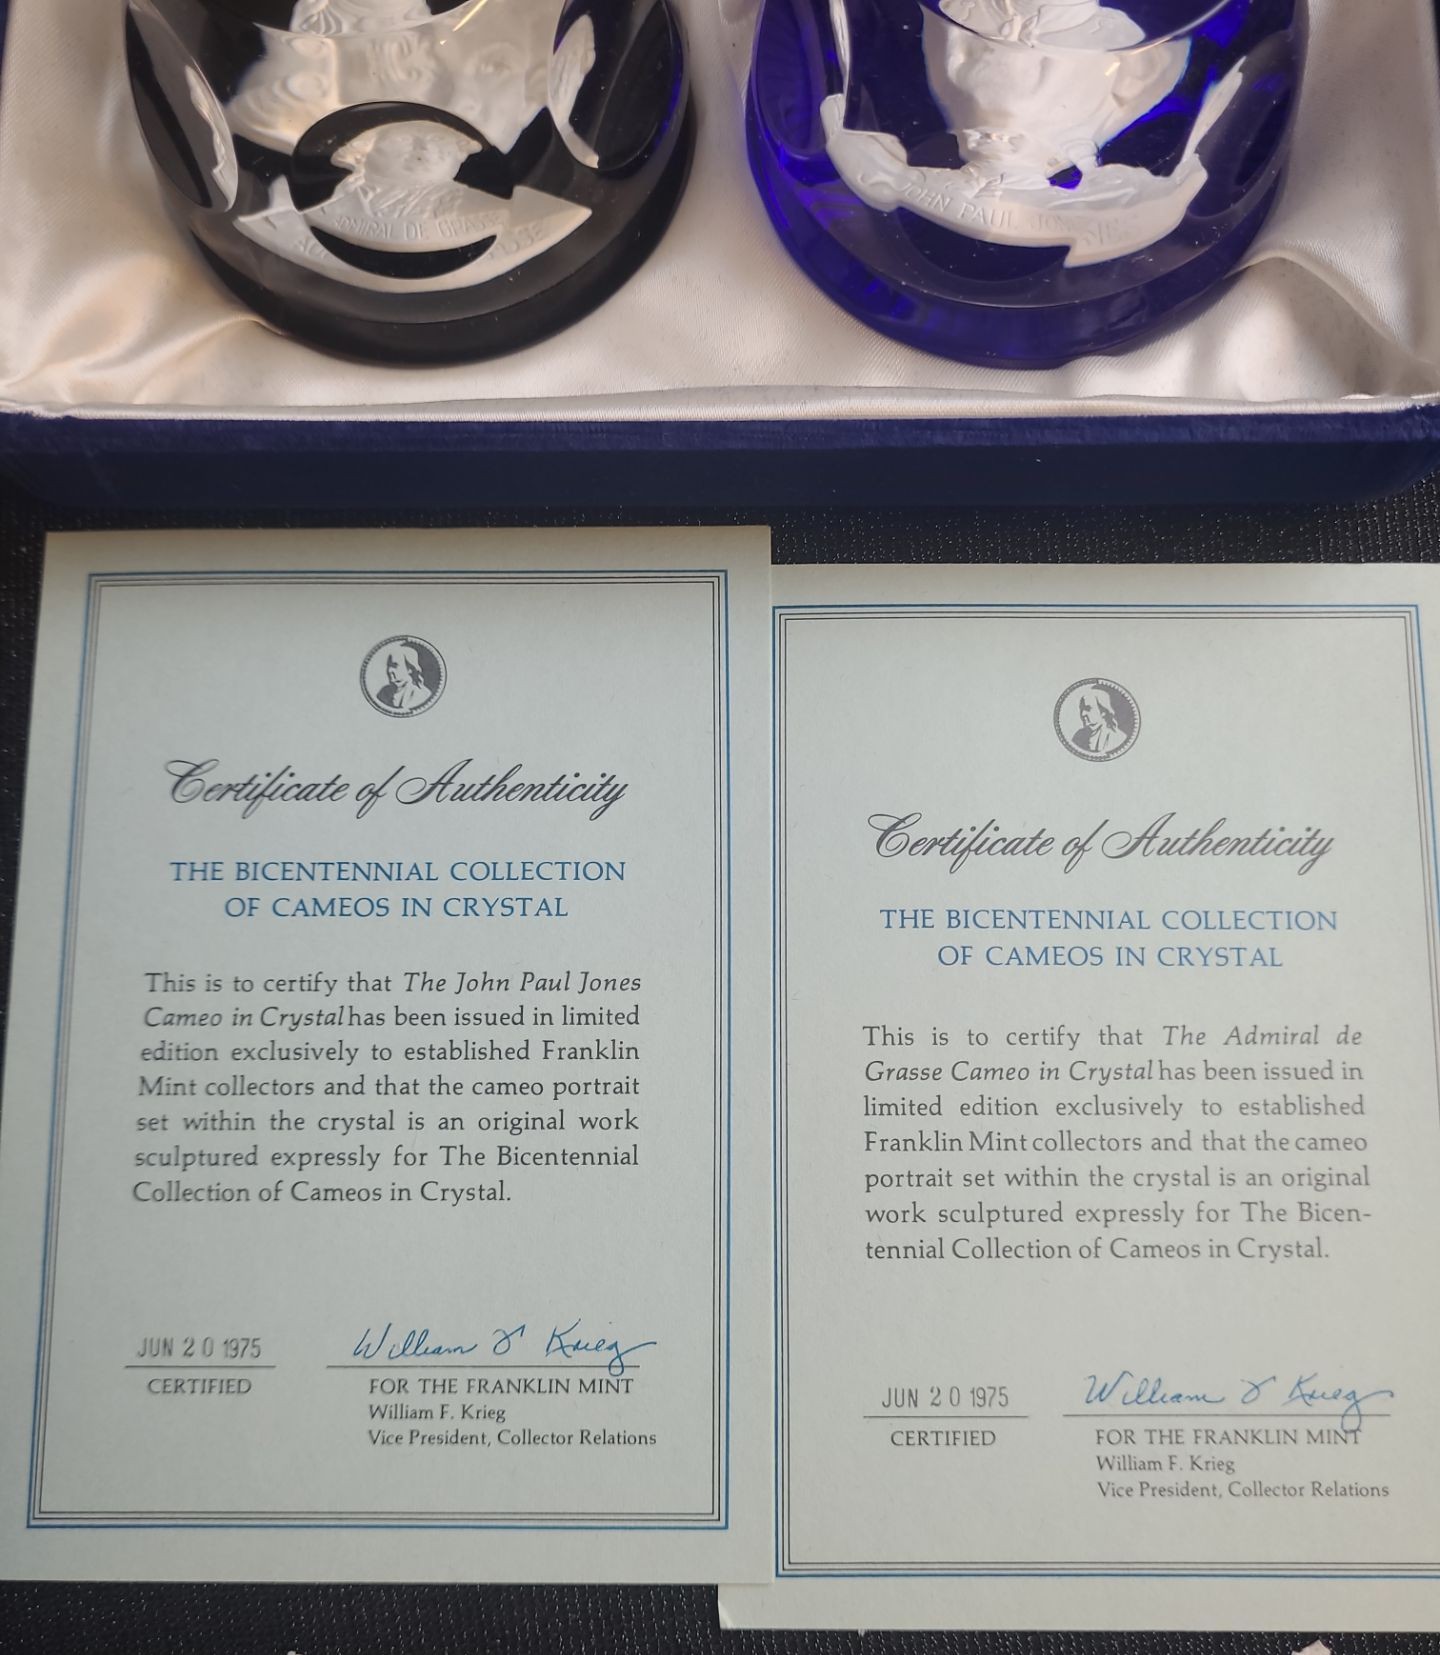 ADMIRAL DE GRASSE
JOHN PAUL JONES
Certificate of Authenticity
THE BICENTENNIAL COLLECTION
OF CAMEOS IN CRYSTAL
This is to certify that The John Paul Jones
Cameo in Crystal has been issued in limited
edition exclusively to established Franklin
Mint collectors and that the cameo portrait
set within the crystal is an original work
sculptured expressly for The Bicentennial
Collection of Cameos in Crystal.
JUN 20 1975
CERTIFIED
William F Krieg
FOR THE FRANKLIN MINT
William F. Krieg
Vice President, Collector Relations
Certificate of Authenticity
THE BICENTENNIAL COLLECTION
OF CAMEOS IN CRYSTAL
This is to certify that The Admiral de
Grasse Cameo in Crystal has been issued in
limited edition exclusively to established
Franklin Mint collectors and that the cameo
portrait set within the crystal is an original
work sculptured expressly for The Bicen-
tennial Collection of Cameos in Crystal.
JUN 20 1975
CERTIFIED
William F Krieg
FOR THE FRANKLIN MINT
William F. Krieg
Vice President, Collector Relations